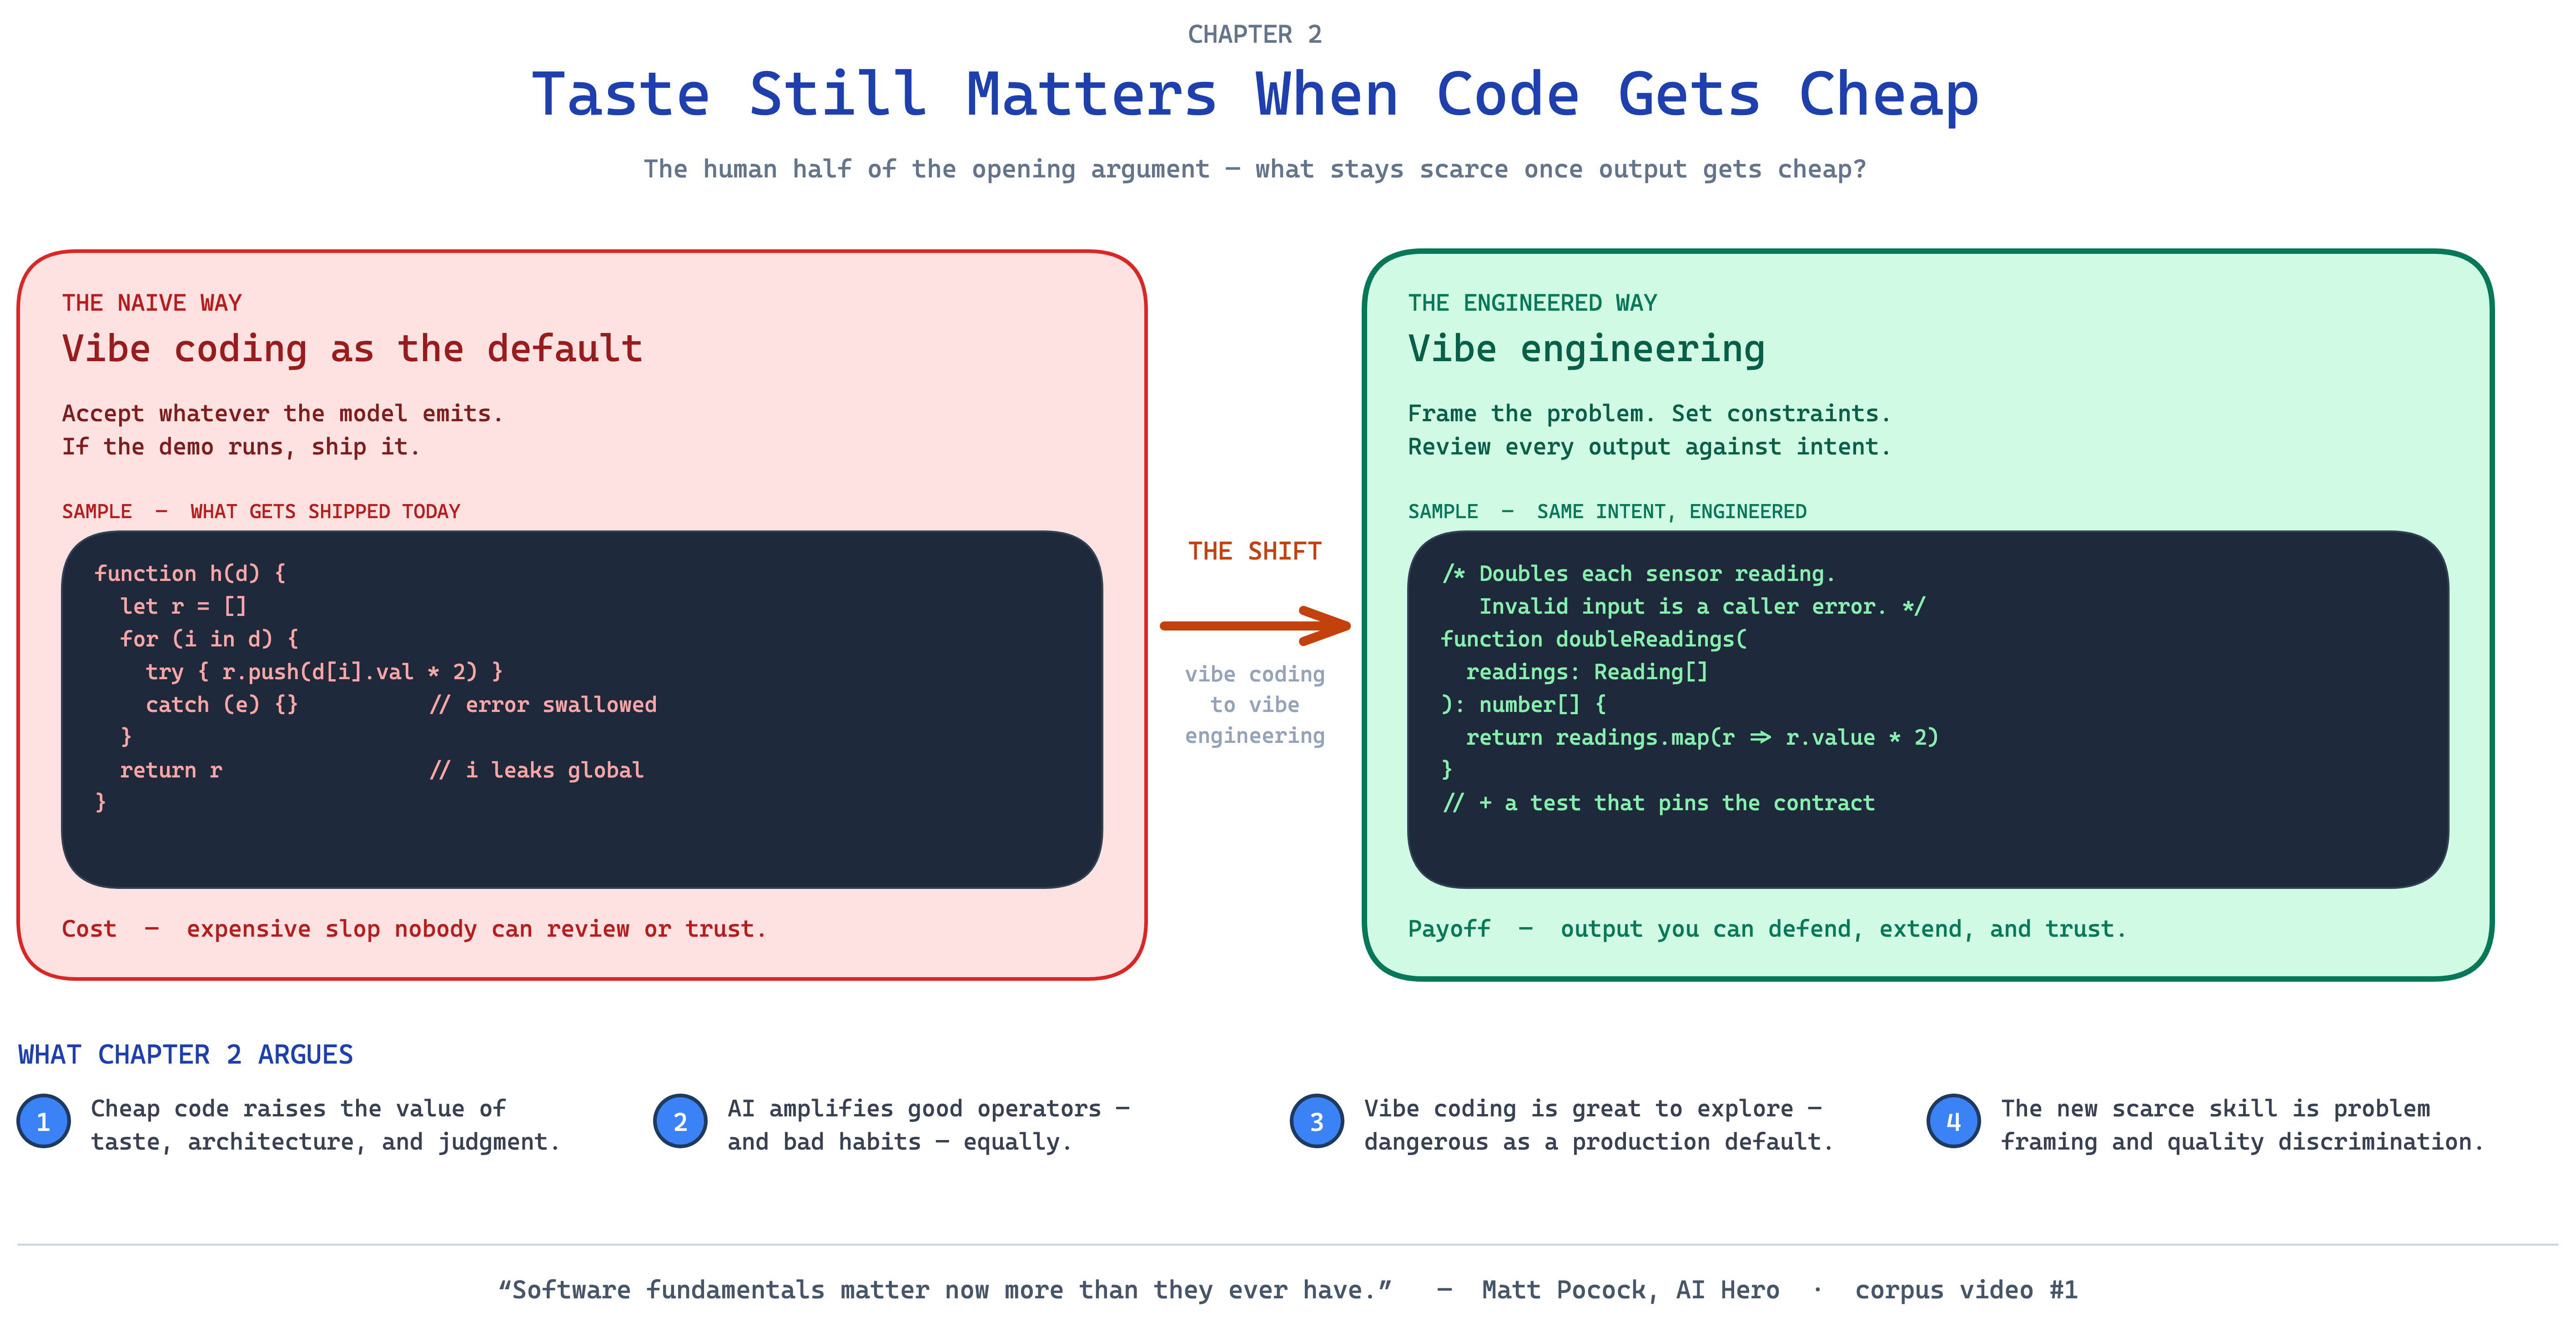 CHAPTER 2
Taste Still Matters When Code Gets Cheap
The human half of the opening argument — what stays scarce once output gets cheap?
THE NAIVE WAY
Vibe coding as the default
Accept whatever the model emits.
If the demo runs, ship it.
SAMPLE — WHAT GETS SHIPPED TODAY
function h(d) {
  let r = []
  for (i in d) {
    try { r.push(d[i].val * 2) }
    catch (e) {}          // error swallowed
  }
  return r                // i leaks global
}
Cost — expensive slop nobody can review or trust.
THE SHIFT
vibe coding
to vibe
engineering
THE ENGINEERED WAY
Vibe engineering
Frame the problem. Set constraints.
Review every output against intent.
SAMPLE — SAME INTENT, ENGINEERED
/* Doubles each sensor reading.
   Invalid input is a caller error. */
function doubleReadings(
  readings: Reading[]
): number[] {
  return readings.map(r => r.value * 2)
}
// + a test that pins the contract
Payoff — output you can defend, extend, and trust.
WHAT CHAPTER 2 ARGUES
1
Cheap code raises the value of
taste, architecture, and judgment.
2
AI amplifies good operators —
and bad habits — equally.
3
Vibe coding is great to explore —
dangerous as a production default.
4
The new scarce skill is problem
framing and quality discrimination.
“Software fundamentals matter now more than they ever have.” — Matt Pocock, AI Hero · corpus video #1